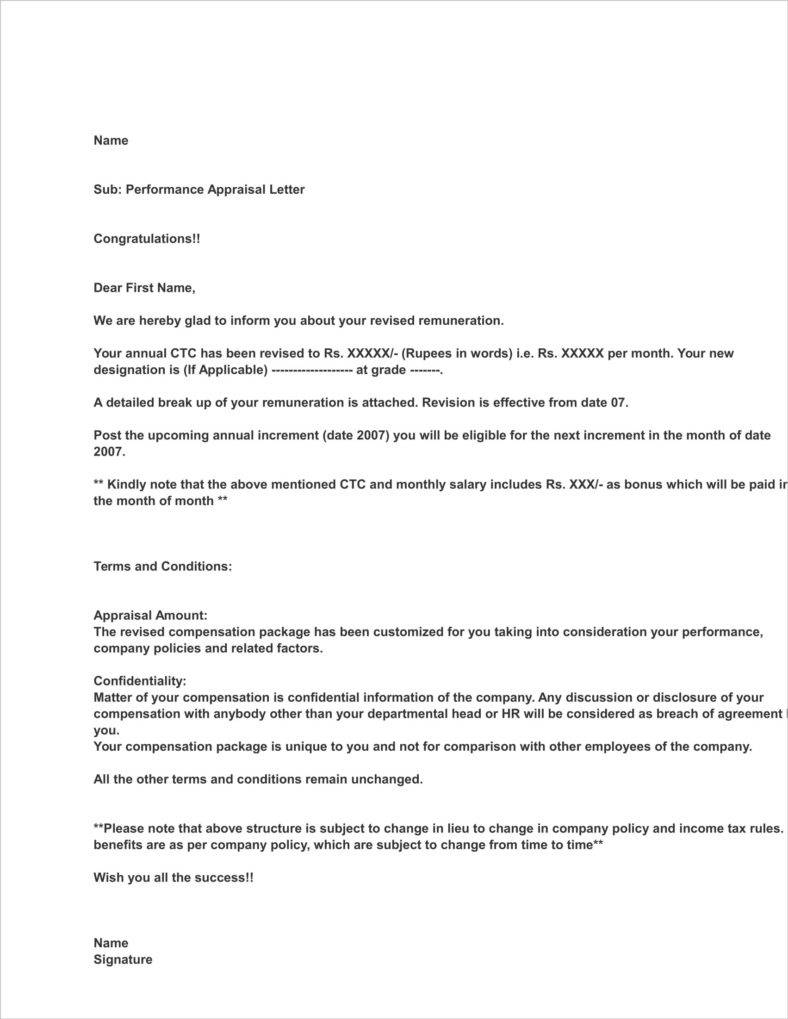 Name
Sub: Performance Appraisal Letter
Congratulations!!
Dear First Name,
We are hereby glad to inform you about your revised remuneration.
Your annual CTC has been revised to Rs. XXXXX/- (Rupees in words) i.e. Rs. XXXXX per month. Your new
designation is (If Applicable) ------------------- at grade -------.
A detailed break up of your remuneration is attached. Revision is effective from date 07.
Post the upcoming annual increment (date 2007) you will be eligible for the next increment in the month of date
2007.
** Kindly note that the above mentioned CTC and monthly salary includes Rs. XXX/- as bonus which will be paid
the month of month **
Terms and Conditions:
Appraisal Amount:
The revised compensation package has been customized for you taking into consideration your performance,
company policies and related factors.
Confidentiality:
Matter of your compensation is confidential information of the company. Any discussion or disclosure of your
compensation with anybody other than your departmental head or HR will be considered as breach of agreement
you.
Your compensation package is unique to you and not for comparison with other employees of the company.
All the other terms and conditions remain unchanged.
**Please note that above structure is subject to change in lieu to change in company policy and income tax rules.
benefits are as per company policy, which are subject to change from time to time**
Wish you all the success!!
Name
Signature